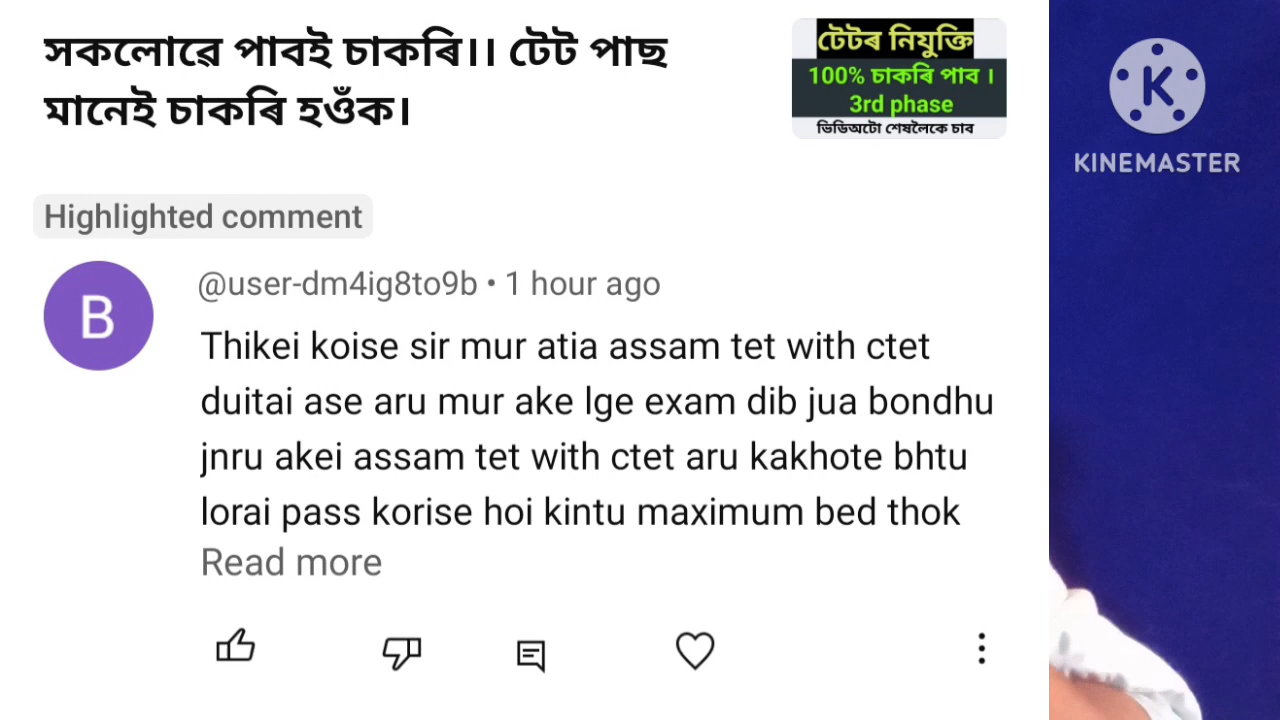 সকলোৱে পাবই চাকৰি।। টেট পাছ
মানেই চাকৰি হওঁক।
টেটৰ নিযুক্তি
100% চাকৰি পাব ।
3rd phase
ভিডিঅটো শেষলৈকে চাব
K
KINEMASTER
Highlighted comment
B
@user-dm4ig8to9b • 1 hour ago
Thikei koise sir mur atia assam tet with ctet
duitai ase aru mur ake lge exam dib jua bondhu
jnru akei assam tet with ctet aru kakhote bhtu
lorai pass korise hoi kintu maximum bed thok
Read more